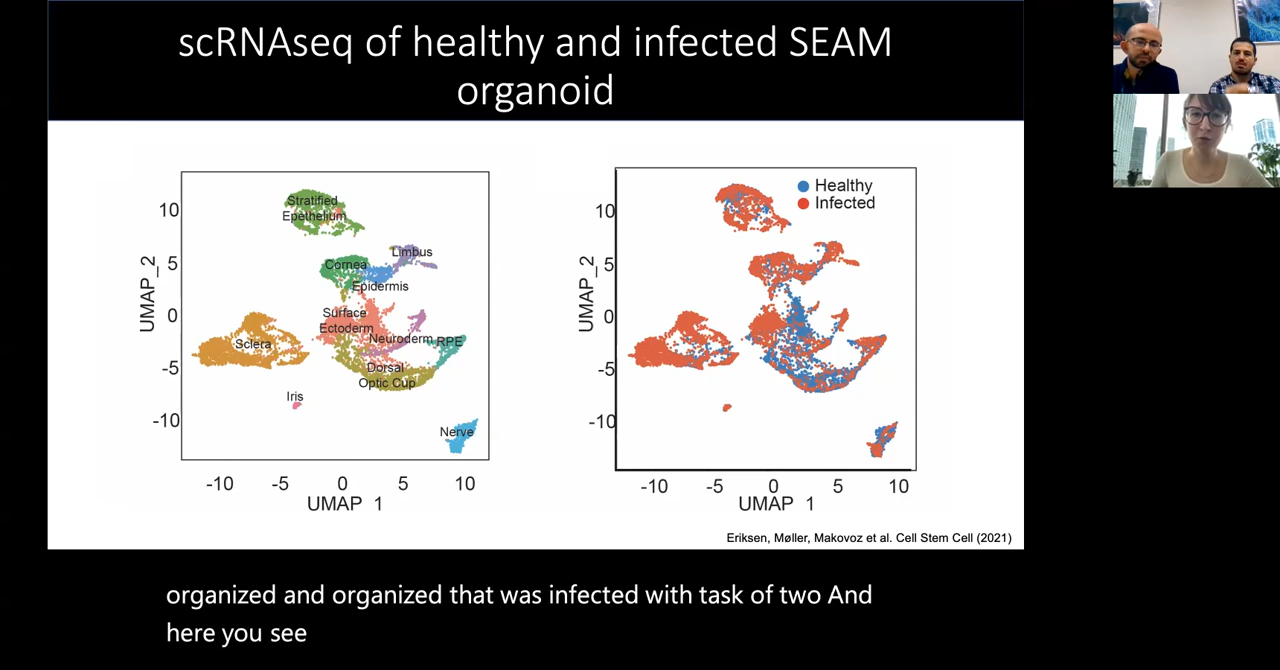 scRNAseq of healthy and infected SEAM
organoid
10
5
0
-5
-10
UMAP_2
-10
-5
0
5
10
UMAP 1
Stratified
Epethelium
Limbus
Cornea
Epidermis
Surface
Ectoderm
Neuroderm
RPE
Sclera
Dorsal
Optic Cup
Iris
Nerve
10
5
0
-5
-10
UMAP_2
-10
-5
0
5
10
UMAP 1
Healthy
Infected
Eriksen, Møller, Makovoz et al. Cell Stem Cell (2021)
organized and organized that was infected with task of two And
here you see